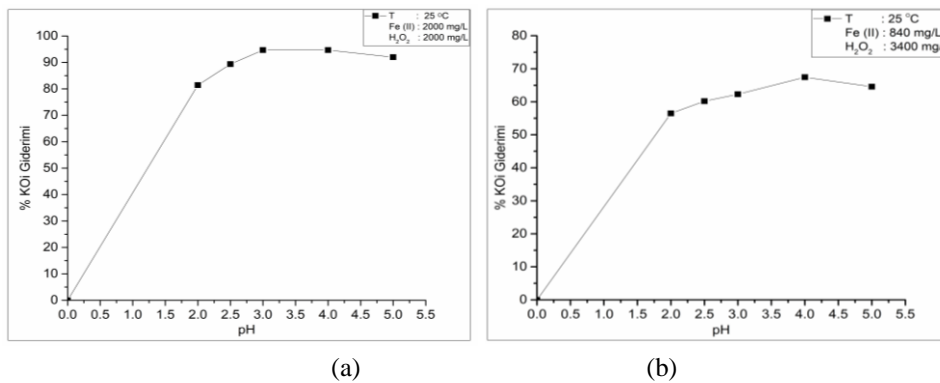 T : 25 °C
Fe (II) : 2000 mg/L
H₂O₂ : 2000 mg/L
100
90
80
70
60
50
40
30
20
10
0
% KOi Giderimi
0.0 0.5 1.0 1.5 2.0 2.5 3.0 3.5 4.0 4.5 5.0 5.5
pH
(a)
T : 25 °C
Fe (II) : 840 mg/L
H₂O₂ : 3400 mg/
80
70
60
50
40
30
20
10
0
% KOi Giderimi
0.0 0.5 1.0 1.5 2.0 2.5 3.0 3.5 4.0 4.5 5.0 5.5
pH
(b)